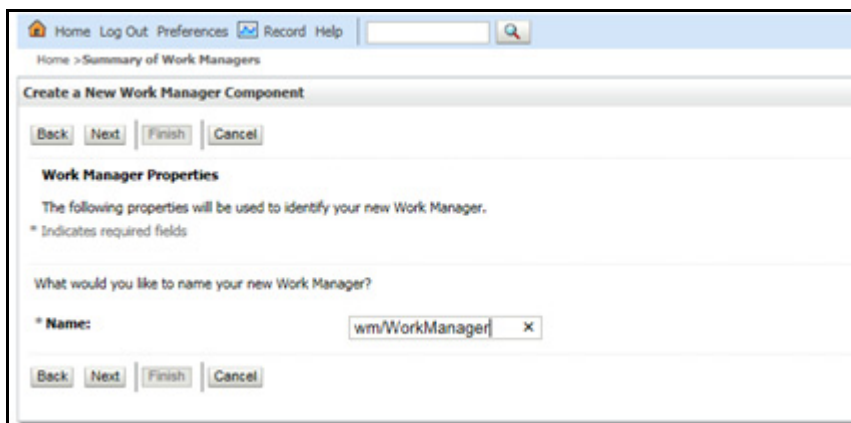 Home Log Out Preferences Record Help
Home >Summary of Work Managers
Create a New Work Manager Component
Back Next Finish Cancel
Work Manager Properties
The following properties will be used to identify your new Work Manager.
* Indicates required fields
What would you like to name your new Work Manager?
* Name: wm/WorkManager ×
Back Next Finish Cancel